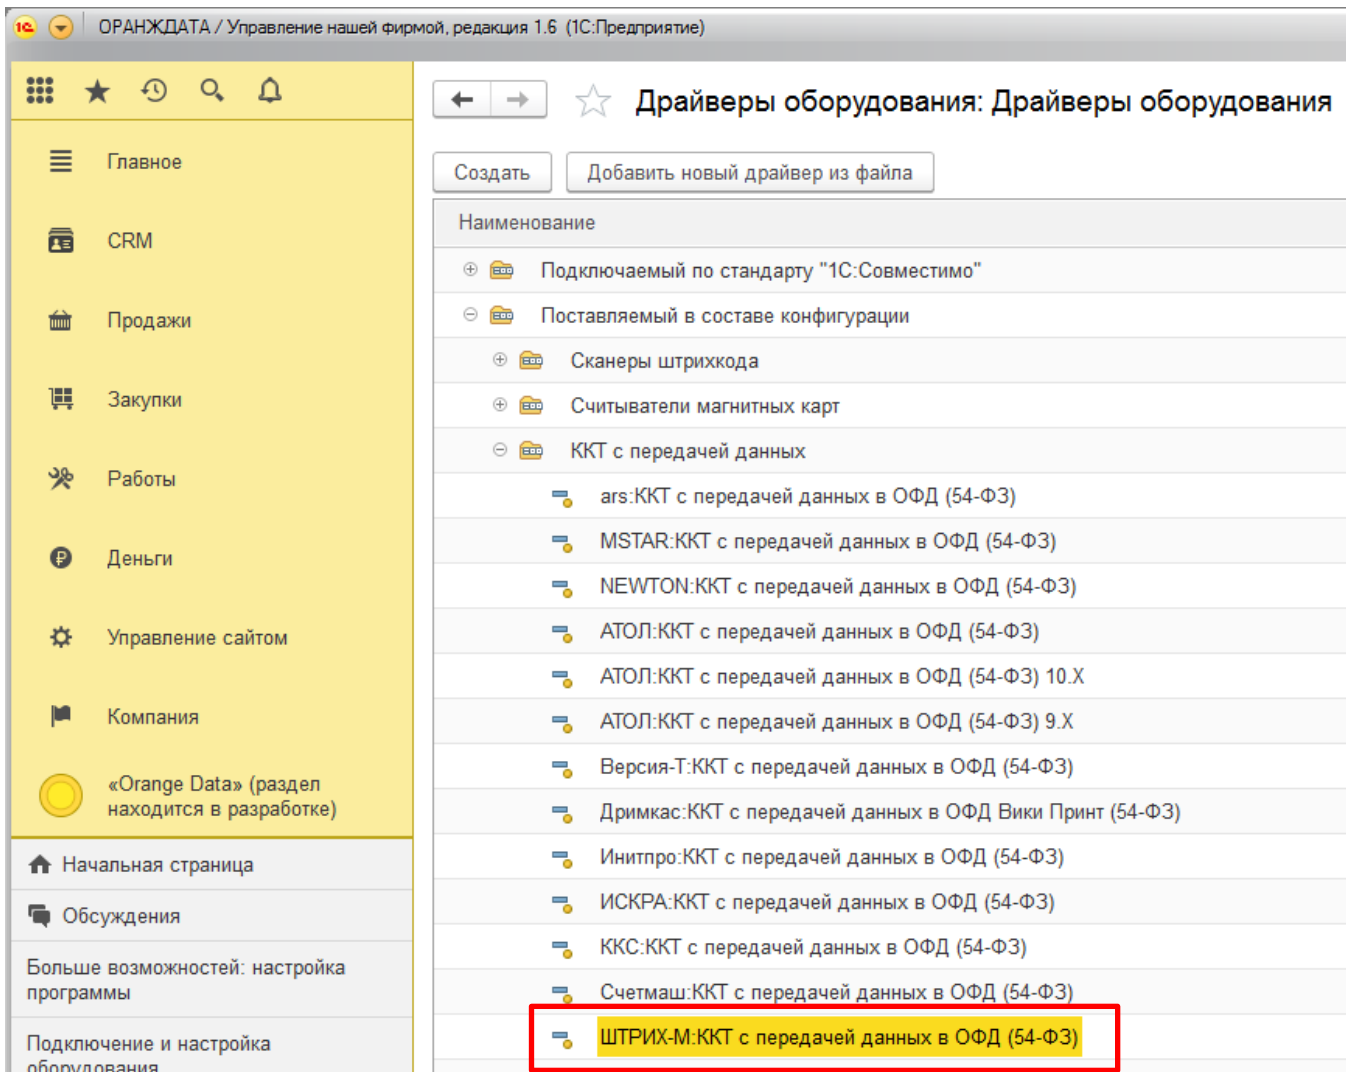 ОРАНЖДАТА / Управление нашей фирмой, редакция 1.6 (1С:Предприятие)
Главное
CRM
Продажи
Закупки
Работы
Деньги
Управление сайтом
Компания
«Orange Data» (раздел
находится в разработке)
Начальная страница
Обсуждения
Больше возможностей: настройка
программы
Подключение и настройка
оборудования
Драйверы оборудования: Драйверы оборудования
Создать
Добавить новый драйвер из файла
Наименование
Подключаемый по стандарту "1С:Совместимо"
Поставляемый в составе конфигурации
Сканеры штрихкода
Считыватели магнитных карт
ККТ с передачей данных
ars:ККТ с передачей данных в ОФД (54-ФЗ)
MSTAR:ККТ с передачей данных в ОФД (54-ФЗ)
NEWTON:ККТ с передачей данных в ОФД (54-ФЗ)
АТОЛ:ККТ с передачей данных в ОФД (54-ФЗ)
АТОЛ:ККТ с передачей данных в ОФД (54-ФЗ) 10.X
АТОЛ:ККТ с передачей данных в ОФД (54-ФЗ) 9.X
Версия-Т:ККТ с передачей данных в ОФД (54-ФЗ)
Дримкас:ККТ с передачей данных в ОФД Вики Принт (54-ФЗ)
Инитпро:ККТ с передачей данных в ОФД (54-ФЗ)
ИСКРА:ККТ с передачей данных в ОФД (54-ФЗ)
ККС:ККТ с передачей данных в ОФД (54-ФЗ)
Счетмаш:ККТ с передачей данных в ОФД (54-ФЗ)
ШТРИХ-М:ККТ с передачей данных в ОФД (54-ФЗ)